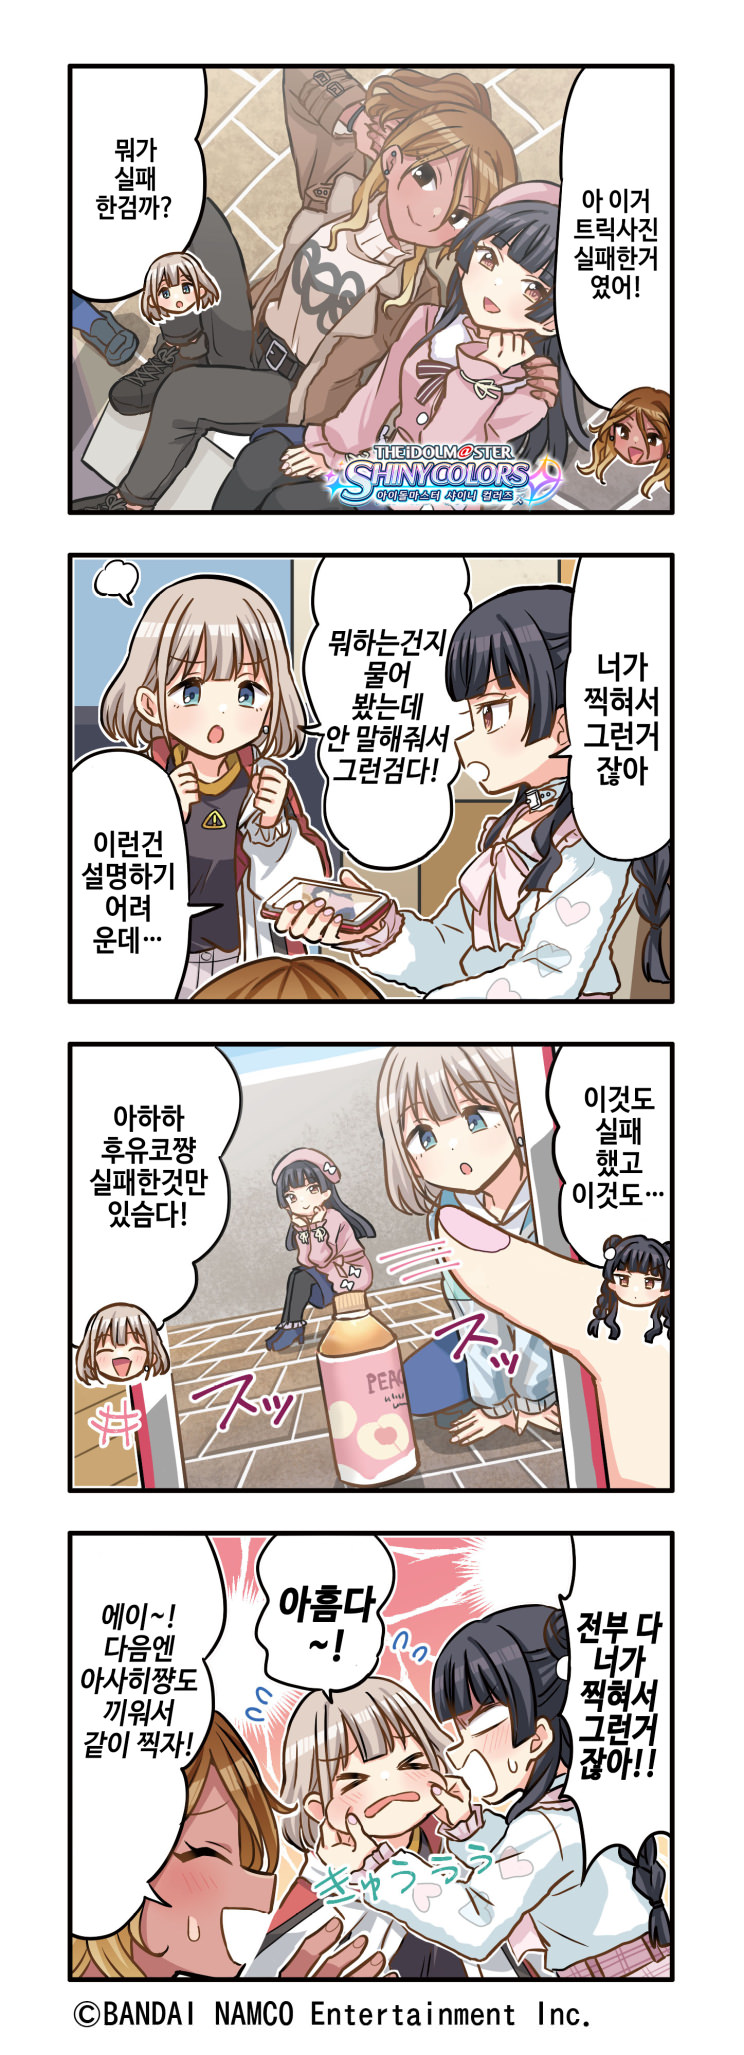 아 이거
트릭사진
실패한거
였어!
뭐가
실패
한검까?
THE iDOLM@STER
SHINYCOLORS
아이돌마스터 샤이니 컬러즈
너가
찍혀서
그런거
잖아
뭐하는건지
물어
봤는데
안 말해줘서
그런검다!
이런건
설명하기
어려
운데…
이것도
실패
했고
이것도…
아하하
후유코쨩
실패한것만
있슴다!
スッ
スッ
PEAC
전부 다
너가
찍혀서
그런거
잖아!!
아흠다
~!
에이~!
다음엔
아사히쨩도
끼워서
같이 찍자!
きゅううう
©BANDAI NAMCO Entertainment Inc.